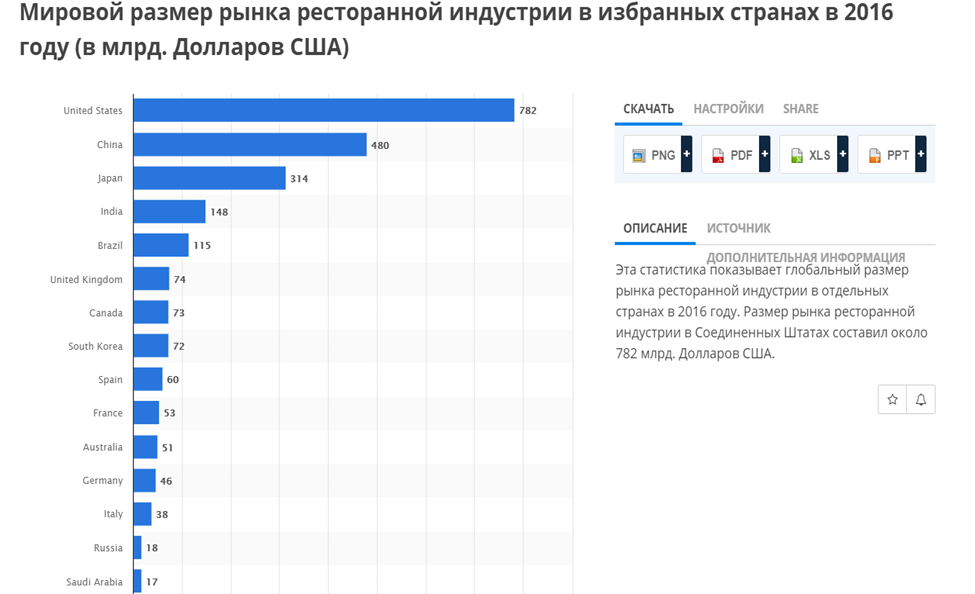 Мировой размер рынка ресторанной индустрии в избранных странах в 2016
году (в млрд. Долларов США)
United States 782
China 480
Japan 314
India 148
Brazil 115
United Kingdom 74
Canada 73
South Korea 72
Spain 60
France 53
Australia 51
Germany 46
Italy 38
Russia 18
Saudi Arabia 17
СКАЧАТЬ НАСТРОЙКИ SHARE
PNG + PDF + XLS + PPT +
ОПИСАНИЕ ИСТОЧНИК
ДОПОЛНИТЕЛЬНАЯ ИНФОРМАЦИЯ
Эта статистика показывает глобальный размер
рынка ресторанной индустрии в отдельных
странах в 2016 году. Размер рынка ресторанной
индустрии в Соединенных Штатах составил около
782 млрд. Долларов США.